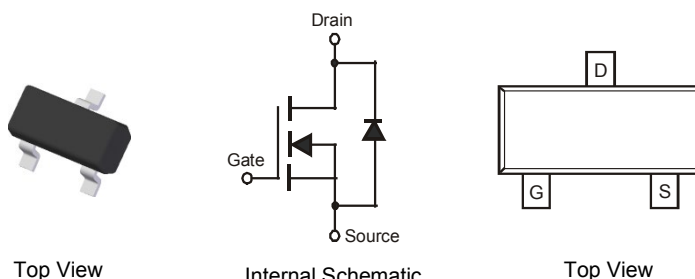 Drain
D
Gate
G
S
Source
Top View
Internal Schematic
Top View